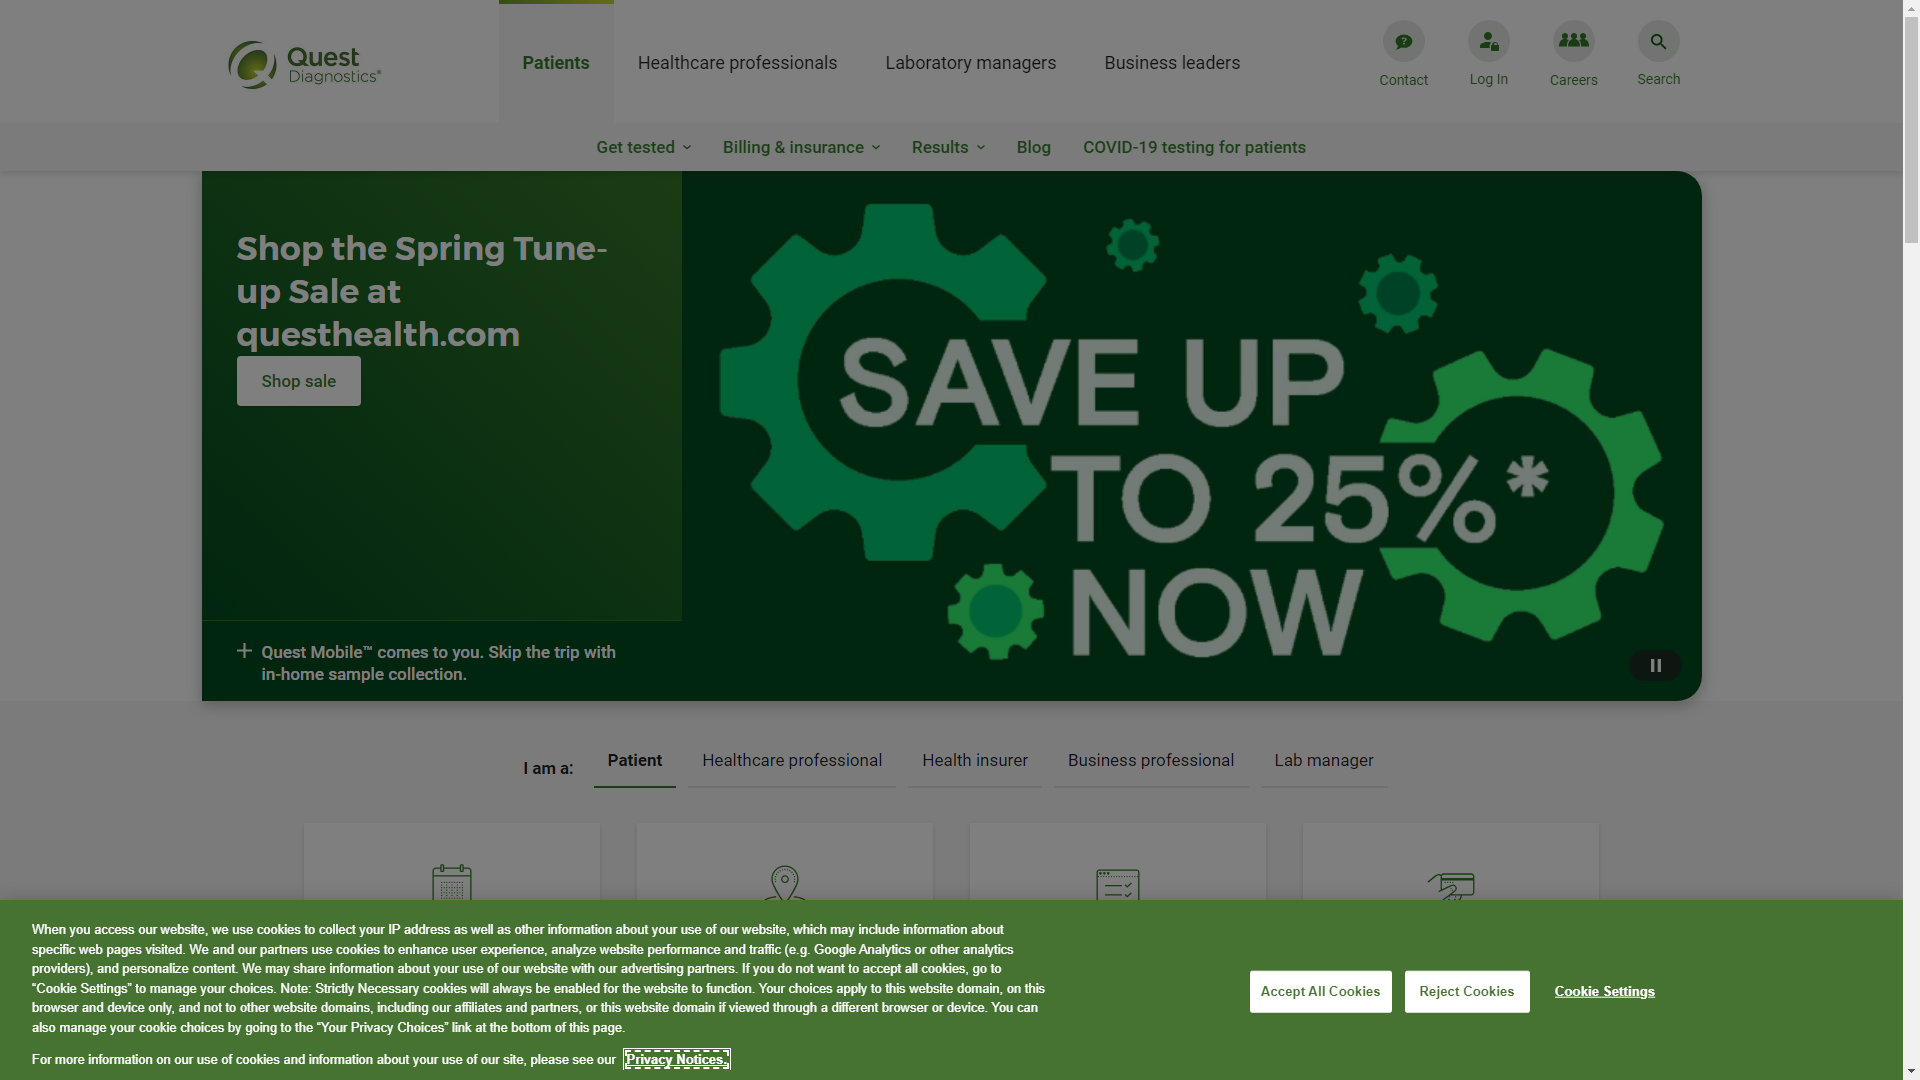 Quest
Diagnostics®
Patients
Healthcare professionals
Laboratory managers
Business leaders
Contact
Log In
Careers
Search
Get tested
Billing & insurance
Results
Blog
COVID-19 testing for patients
Shop the Spring Tune-
up Sale at
questhealth.com
Shop sale
SAVE UP
TO 25%*
NOW
Quest Mobile™ comes to you. Skip the trip with
in-home sample collection.
I am a:
Patient
Healthcare professional
Health insurer
Business professional
Lab manager
When you access our website, we use cookies to collect your IP address as well as other information about your use of our website, which may include information about
specific web pages visited. We and our partners use cookies to enhance user experience, analyze website performance and traffic (e.g. Google Analytics or other analytics
providers), and personalize content. We may share information about your use of our website with our advertising partners. If you do not want to accept all cookies, go to
“Cookie Settings” to manage your choices. Note: Strictly Necessary cookies will always be enabled for the website to function. Your choices apply to this website domain, on this
browser and device only, and not to other website domains, including our affiliates and partners, or this website domain if viewed through a different browser or device. You can
also manage your cookie choices by going to the “Your Privacy Choices” link at the bottom of this page.
For more information on our use of cookies and information about your use of our site, please see our Privacy Notices.
Accept All Cookies
Reject Cookies
Cookie Settings